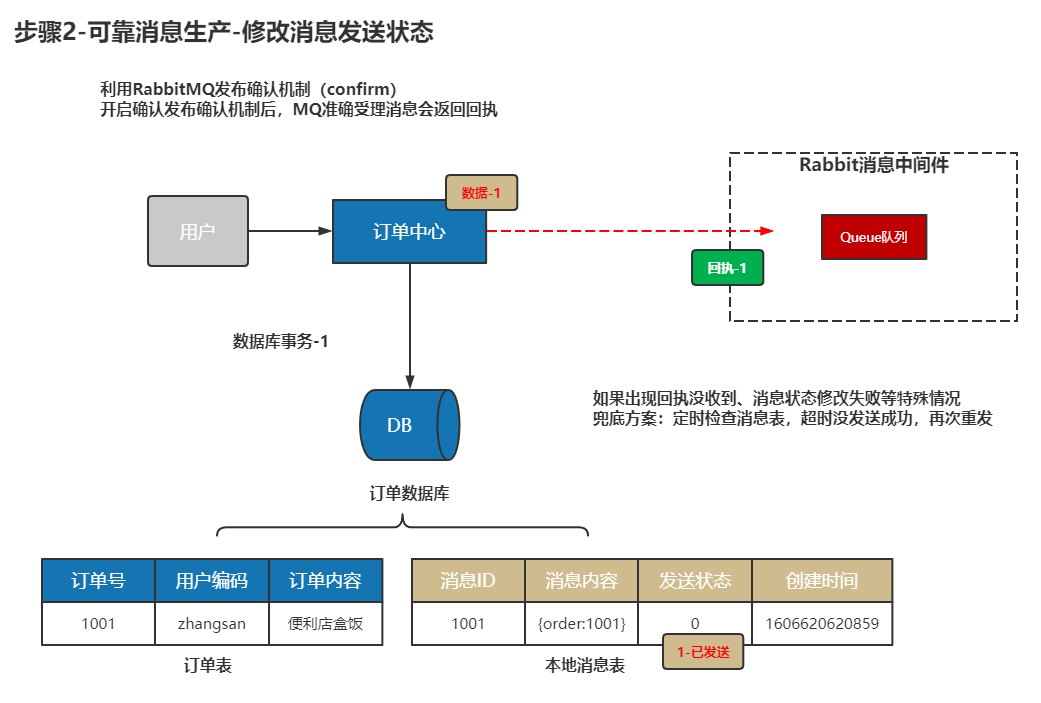 步骤2-可靠消息生产-修改消息发送状态
利用RabbitMQ发布确认机制（confirm）
开启确认发布确认机制后，MQ准确受理消息会返回回执
Rabbit消息中间件
数据-1
用户
订单中心
Queue队列
回执-1
数据库事务-1
如果出现回执没收到、消息状态修改失败等特殊情况
兜底方案：定时检查消息表，超时没发送成功，再次重发
DB
订单数据库
订单号 用户编码 订单内容
1001 zhangsan 便利店盒饭
订单表
消息ID 消息内容 发送状态 创建时间
1001 {order:1001} 0 1606620620859
1-已发送
本地消息表